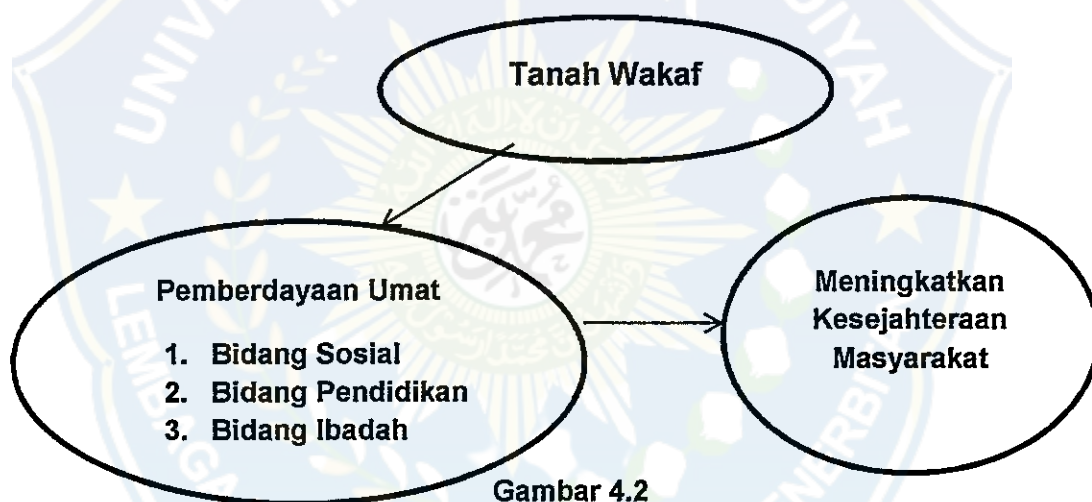 Tanah Wakaf
Pemberdayaan Umat
1. Bidang Sosial
2. Bidang Pendidikan
3. Bidang Ibadah
Meningkatkan
Kesejahteraan
Masyarakat
Gambar 4.2